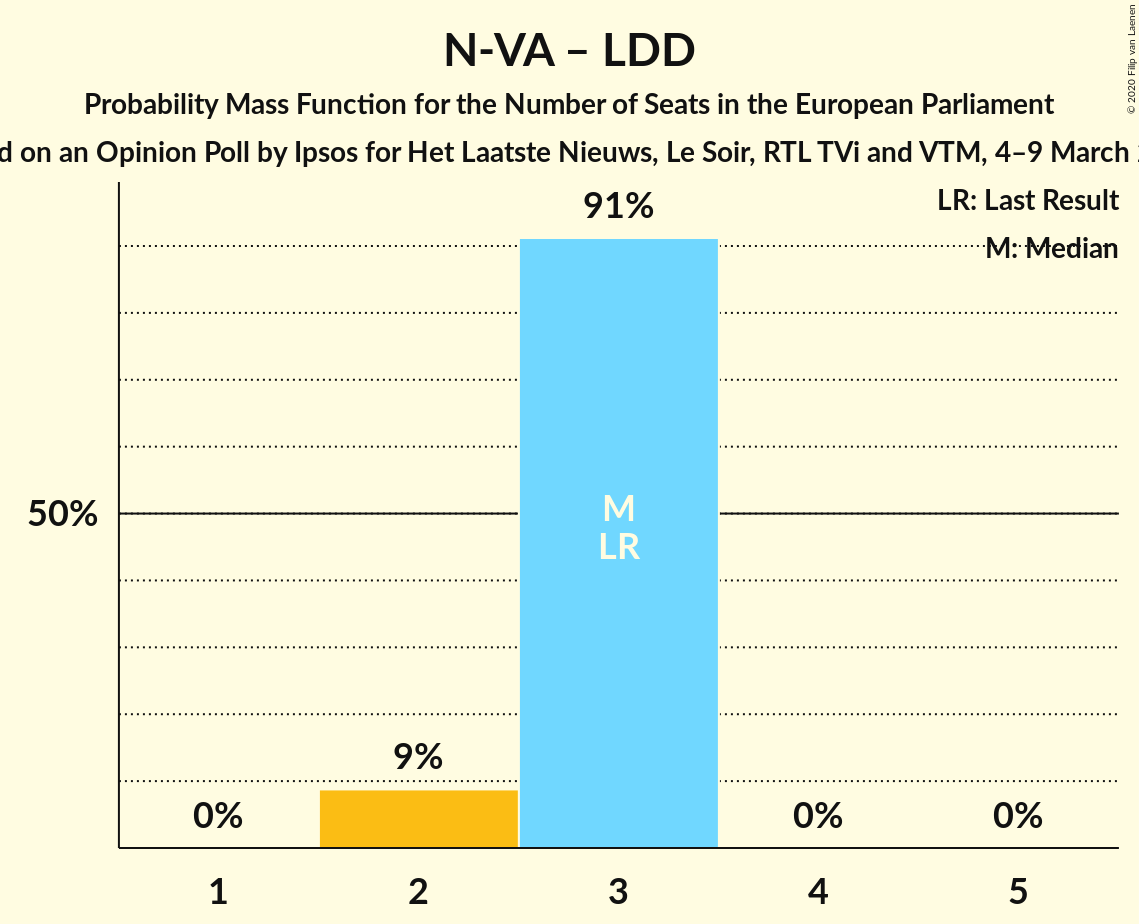 N-VA – LDD
Probability Mass Function for the Number of Seats in the European Parliament
on an Opinion Poll by Ipsos for Het Laatste Nieuws, Le Soir, RTL TVi and VTM, 4–9 March
© 2020 Filip van Laenen
LR: Last Result
M: Median
91%
50%
M
LR
9%
0%
0%
0%
1
2
3
4
5